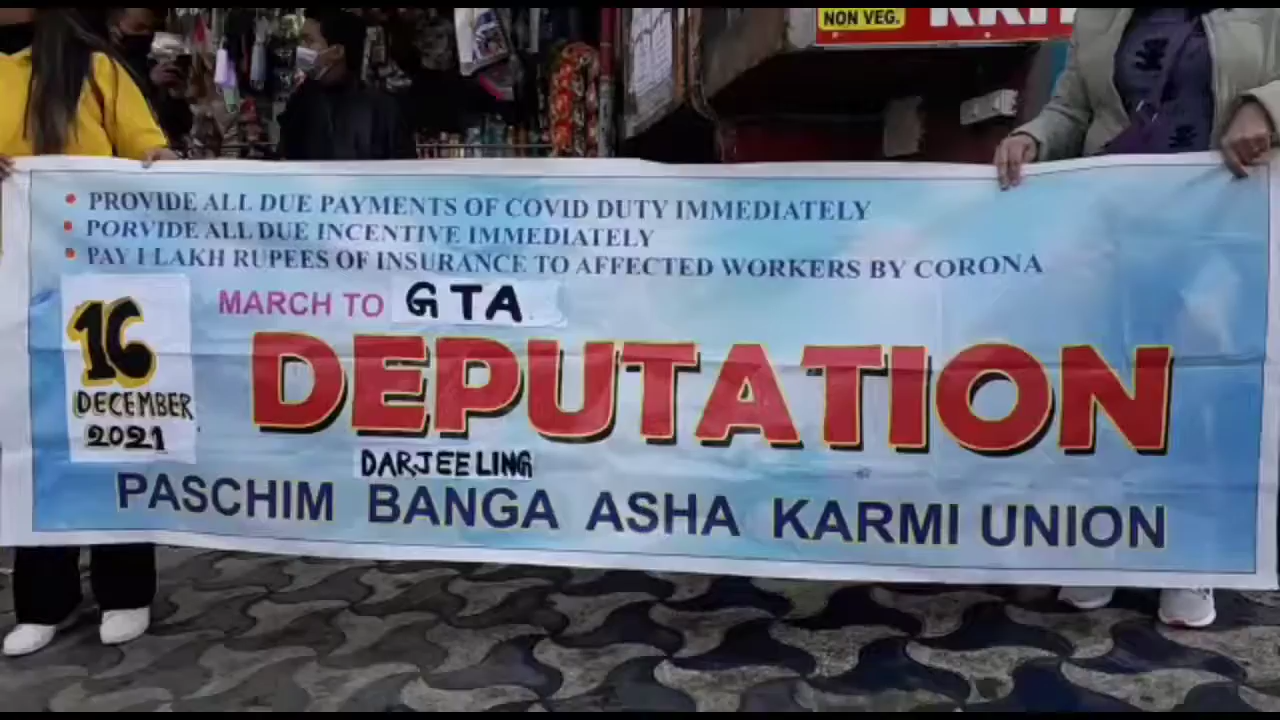 NON VEG.
• PROVIDE ALL DUE PAYMENTS OF COVID DUTY IMMEDIATELY
• PORVIDE ALL DUE INCENTIVE IMMEDIATELY
• PAY 1 LAKH RUPEES OF INSURANCE TO AFFECTED WORKERS BY CORONA
MARCH TO GTA
16
DECEMBER
2021
DEPUTATION
DARJEELING
PASCHIM BANGA ASHA KARMI UNION